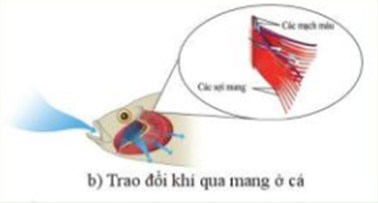 Các mạch máu
Các sợi mang
b) Trao đổi khí qua mang ở cá